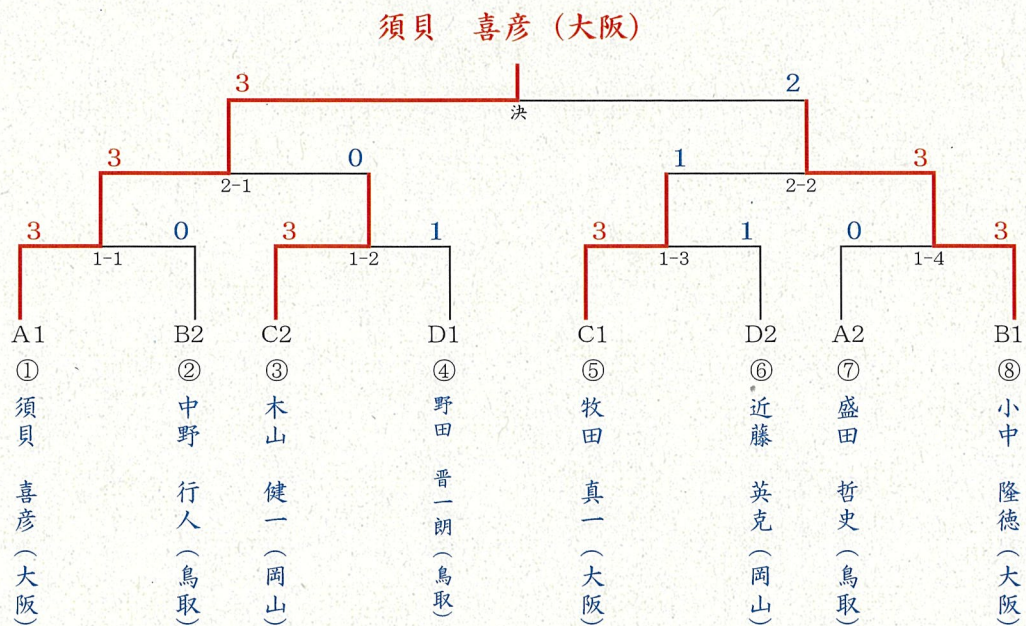 須貝 喜彦（大阪）
3 2
決
3 0 1 3
2-1 2-2
3 0 3 1 3 1 0 3
1-1 1-2 1-3 1-4
A1 B2 C2 D1 C1 D2 A2 B1
① ② ③ ④ ⑤ ⑥ ⑦ ⑧
須貝 喜彦（大阪）
中野 行人（鳥取）
木山 健一（岡山）
野田 晋一朗（鳥取）
牧田 真一（大阪）
近藤 英克（岡山）
盛田 哲史（鳥取）
小中 隆徳（大阪）